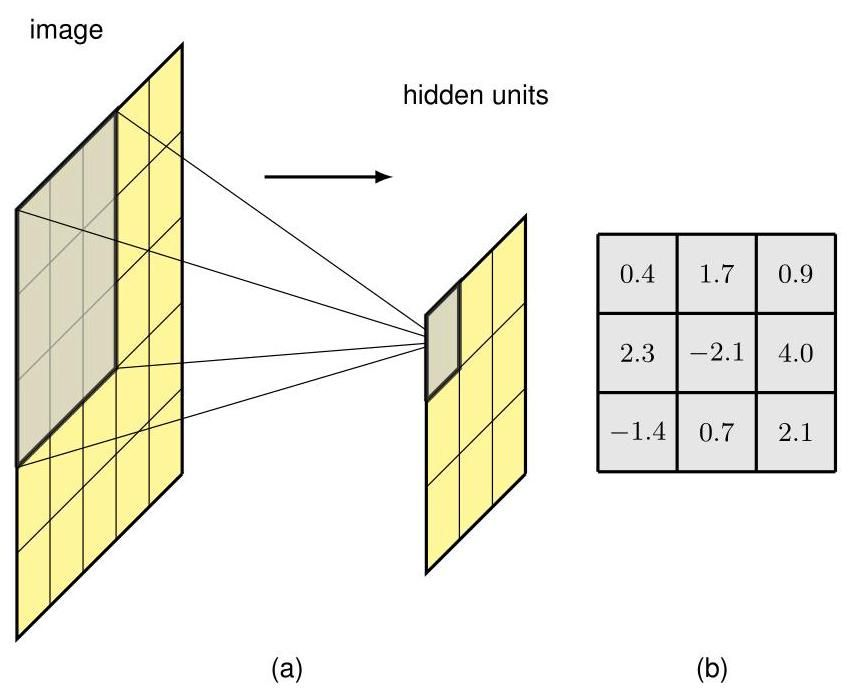 image
hidden units
0.4 1.7 0.9
2.3 −2.1 4.0
−1.4 0.7 2.1
(a) (b)